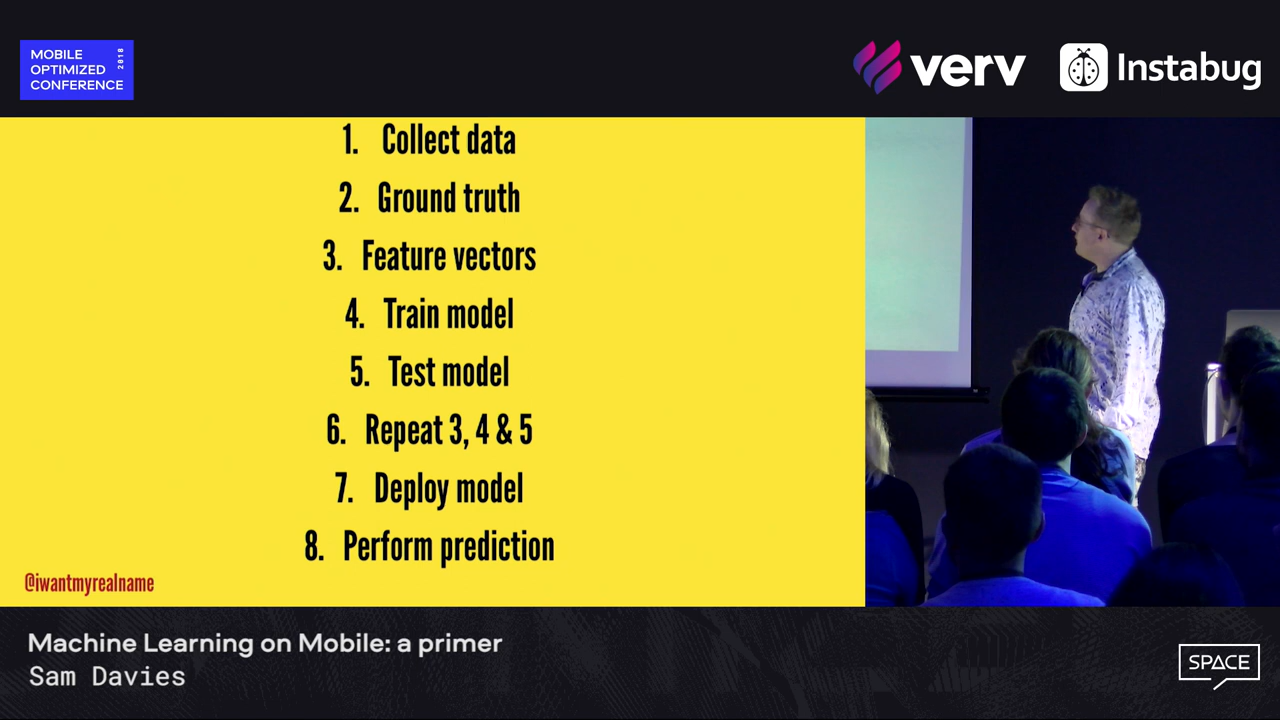 MOBILE
OPTIMIZED
CONFERENCE
2018
verv
Instabug
1. Collect data
2. Ground truth
3. Feature vectors
4. Train model
5. Test model
6. Repeat 3, 4 & 5
7. Deploy model
8. Perform prediction
@iwantmyrealname
Machine Learning on Mobile: a primer
Sam Davies
SPACE